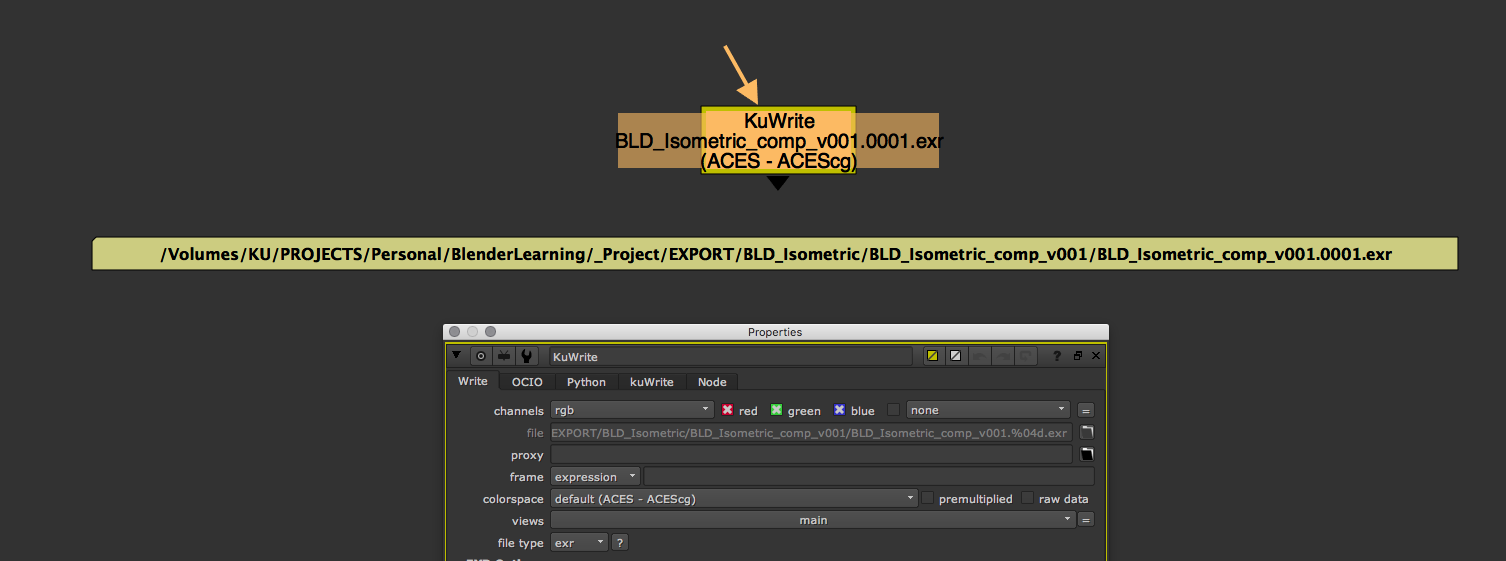 KuWrite
BLD_Isometric_comp_v001.0001.exr
(ACES - ACEScg)
/Volumes/KU/PROJECTS/Personal/BlenderLearning/_Project/EXPORT/BLD_Isometric/BLD_Isometric_comp_v001/BLD_Isometric_comp_v001.0001.exr
Properties
KuWrite ? ×
Write OCIO Python kuWrite Node
channels rgb red green blue none =
file EXPORT/BLD_Isometric/BLD_Isometric_comp_v001/BLD_Isometric_comp_v001.%04d.exr
proxy
frame expression
colorspace default (ACES - ACEScg) premultiplied raw data
views main =
file type exr ?